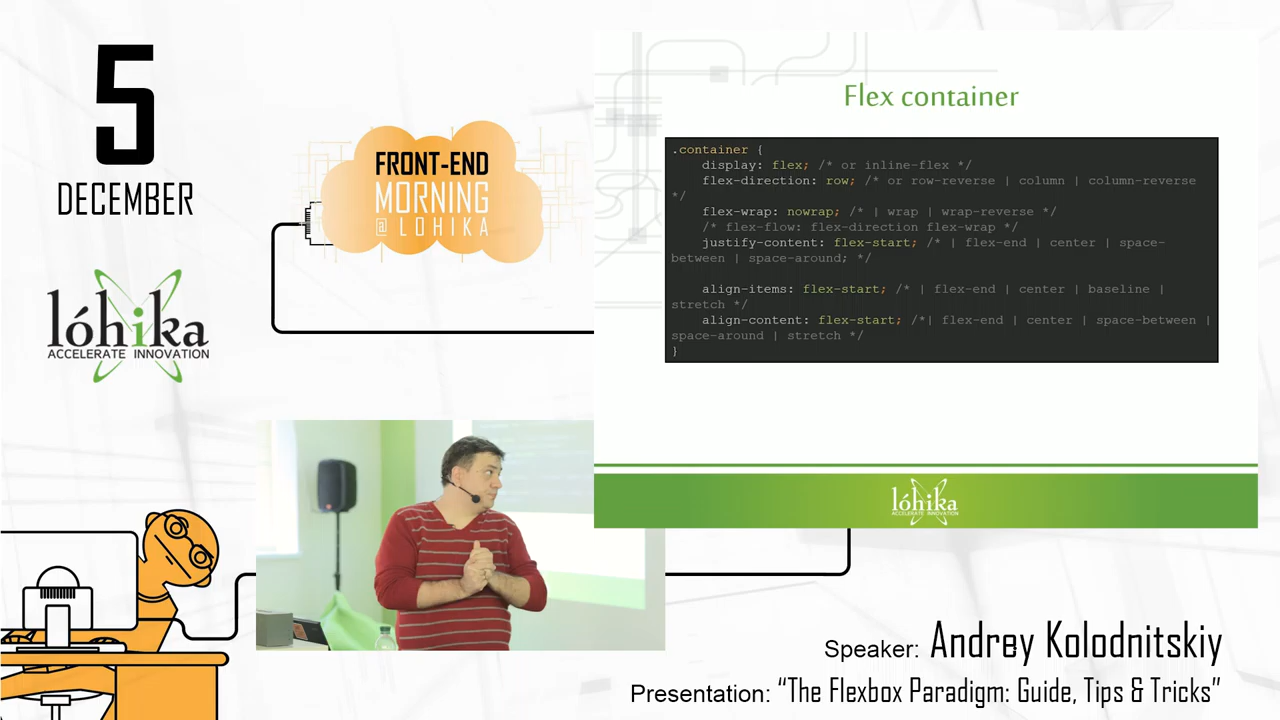 5
DECEMBER
lóhika
ACCELERATE INNOVATION
FRONT-END
MORNING
@ LOHIKA
Flex container
.container {
display: flex; /* or inline-flex */
flex-direction: row; /* or row-reverse | column | column-reverse
*/
flex-wrap: nowrap; /* | wrap | wrap-reverse */
/* flex-flow: flex-direction flex-wrap */
justify-content: flex-start; /* | flex-end | center | space-
between | space-around; */
align-items: flex-start; /* | flex-end | center | baseline |
stretch */
align-content: flex-start; /*| flex-end | center | space-between |
space-around | stretch */
}
lóhika
ACCELERATE INNOVATION
Speaker: Andrey Kolodnitskiy
Presentation: “The Flexbox Paradigm: Guide, Tips & Tricks”